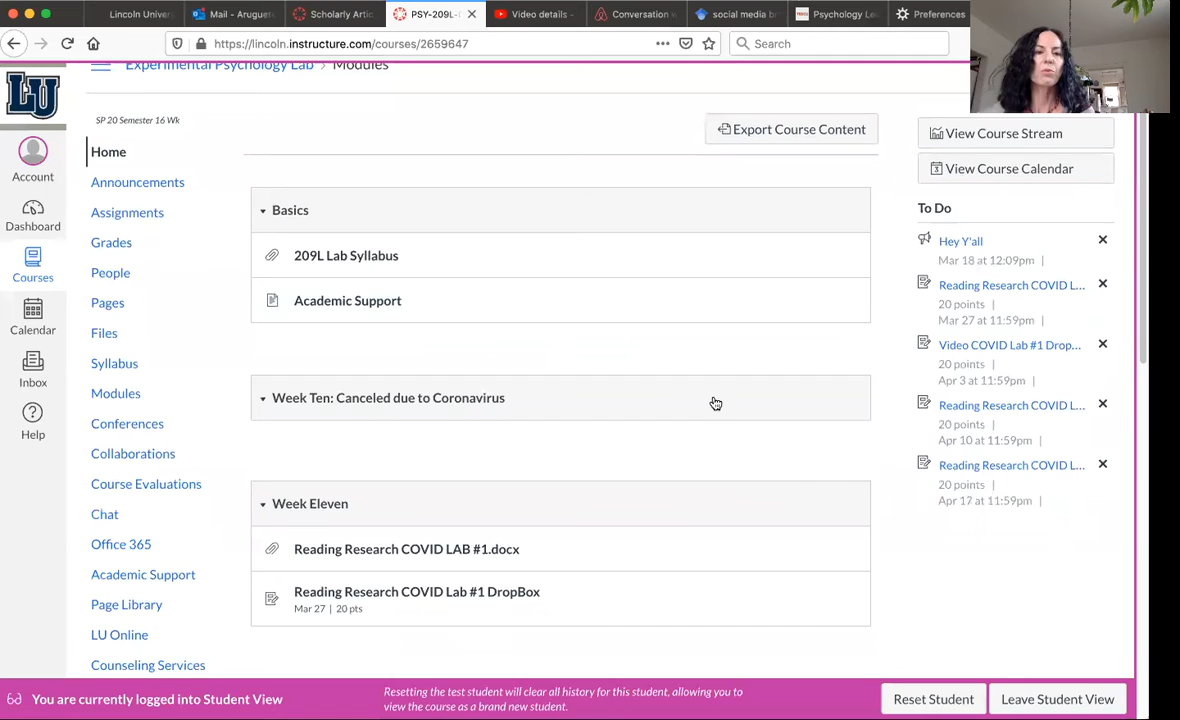 Lincoln Univer
Mail - Arugue
Scholarly Artic
PSY-209L-
Video details -
Conversation
social media b
Psychology Le
Preferences
https://lincoln.instructure.com/courses/2659647
Search
Experimental Psychology Lab > Modules
LU
SP 20 Semester 16 Wk
Account
Dashboard
Courses
Calendar
Inbox
Help
Home
Announcements
Assignments
Grades
People
Pages
Files
Syllabus
Modules
Conferences
Collaborations
Course Evaluations
Chat
Office 365
Academic Support
Page Library
LU Online
Counseling Services
Export Course Content
Basics
209L Lab Syllabus
Academic Support
Week Ten: Canceled due to Coronavirus
Week Eleven
Reading Research COVID LAB #1.docx
Reading Research COVID Lab #1 DropBox
Mar 27 | 20 pts
View Course Stream
View Course Calendar
To Do
Hey Y'all
Mar 18 at 12:09pm |
Reading Research COVID L...
20 points |
Mar 27 at 11:59pm |
Video COVID Lab #1 Drop...
20 points |
Apr 3 at 11:59pm |
Reading Research COVID L...
20 points |
Apr 10 at 11:59pm |
Reading Research COVID L...
20 points |
Apr 17 at 11:59pm |
You are currently logged into Student View
Resetting the test student will clear all history for this student, allowing you to
view the course as a brand new student.
Reset Student
Leave Student View